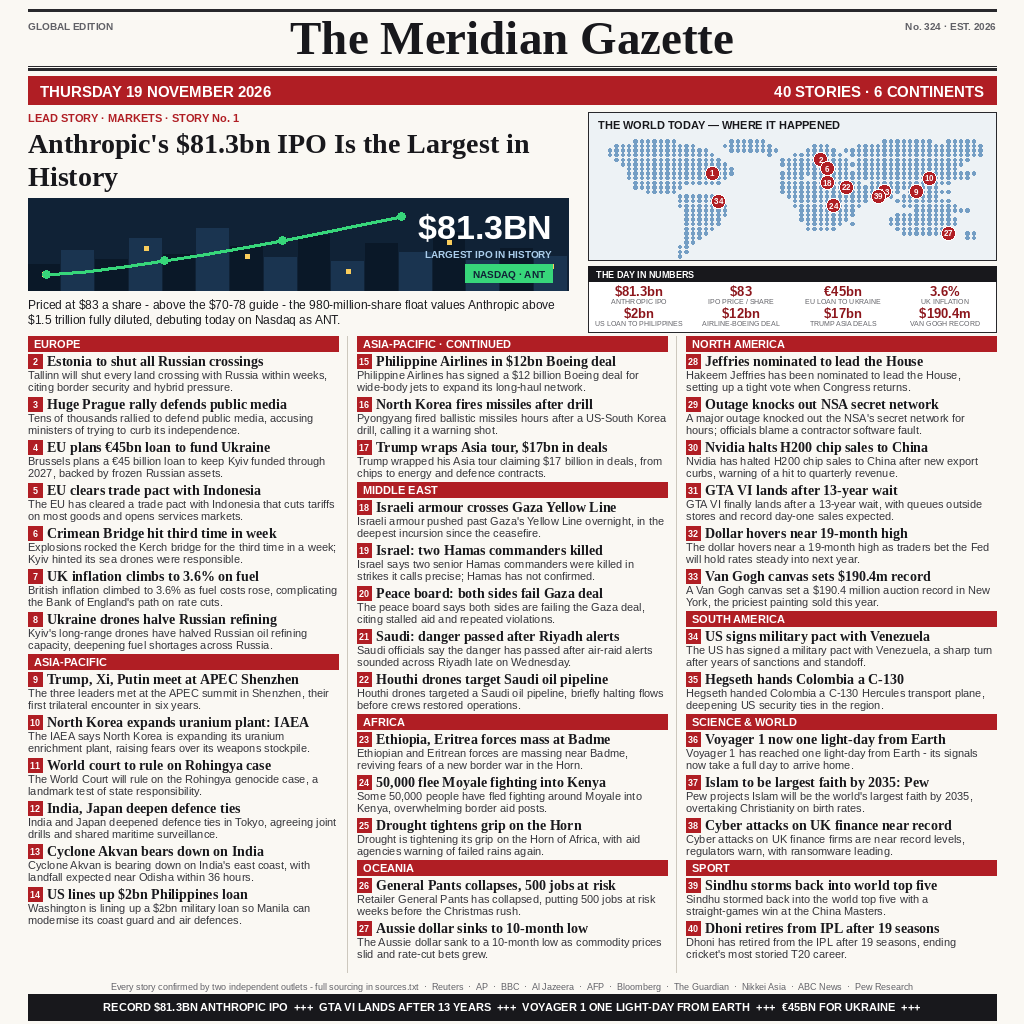 GLOBAL EDITION
The Meridian Gazette
No. 324 · EST. 2026
THURSDAY 19 NOVEMBER 2026
40 STORIES · 6 CONTINENTS
LEAD STORY · MARKETS · STORY No. 1
Anthropic's $81.3bn IPO Is the Largest in
History
$81.3BN
LARGEST IPO IN HISTORY
NASDAQ · ANT
Priced at $83 a share - above the $70-78 guide - the 980-million-share float values Anthropic above
$1.5 trillion fully diluted, debuting today on Nasdaq as ANT.
THE WORLD TODAY — WHERE IT HAPPENED
2
6
1
10
18
22
9
39
34
24
27
THE DAY IN NUMBERS
$81.3bn
$83
€45bn
3.6%
ANTHROPIC IPO
IPO PRICE / SHARE
EU LOAN TO UKRAINE
UK INFLATION
$2bn
$12bn
$17bn
$190.4m
US LOAN TO PHILIPPINES
AIRLINE-BOEING DEAL
TRUMP ASIA DEALS
VAN GOGH RECORD
EUROPE
2 Estonia to shut all Russian crossings
Tallinn will shut every land crossing with Russia within weeks,
citing border security and hybrid pressure.
3 Huge Prague rally defends public media
Tens of thousands rallied to defend public media, accusing
ministers of trying to curb its independence.
4 EU plans €45bn loan to fund Ukraine
Brussels plans a €45 billion loan to keep Kyiv funded through
2027, backed by frozen Russian assets.
5 EU clears trade pact with Indonesia
The EU has cleared a trade pact with Indonesia that cuts tariffs
on most goods and opens services markets.
6 Crimean Bridge hit third time in week
Explosions rocked the Kerch bridge for the third time in a week;
Kyiv hinted its sea drones were responsible.
7 UK inflation climbs to 3.6% on fuel
British inflation climbed to 3.6% as fuel costs rose, complicating
the Bank of England's path on rate cuts.
8 Ukraine drones halve Russian refining
Kyiv's long-range drones have halved Russian oil refining
capacity, deepening fuel shortages across Russia.
ASIA-PACIFIC
9 Trump, Xi, Putin meet at APEC Shenzhen
The three leaders met at the APEC summit in Shenzhen, their
first trilateral encounter in six years.
10 North Korea expands uranium plant: IAEA
The IAEA says North Korea is expanding its uranium
enrichment plant, raising fears over its weapons stockpile.
11 World court to rule on Rohingya case
The World Court will rule on the Rohingya genocide case, a
landmark test of state responsibility.
12 India, Japan deepen defence ties
India and Japan deepened defence ties in Tokyo, agreeing joint
drills and shared maritime surveillance.
13 Cyclone Akvan bears down on India
Cyclone Akvan is bearing down on India's east coast, with
landfall expected near Odisha within 36 hours.
14 US lines up $2bn Philippines loan
Washington is lining up a $2bn military loan so Manila can
modernise its coast guard and air defences.
ASIA-PACIFIC · CONTINUED
15 Philippine Airlines in $12bn Boeing deal
Philippine Airlines has signed a $12 billion Boeing deal for
wide-body jets to expand its long-haul network.
16 North Korea fires missiles after drill
Pyongyang fired ballistic missiles hours after a US-South Korea
drill, calling it a warning shot.
17 Trump wraps Asia tour, $17bn in deals
Trump wrapped his Asia tour claiming $17 billion in deals, from
chips to energy and defence contracts.
MIDDLE EAST
18 Israeli armour crosses Gaza Yellow Line
Israeli armour pushed past Gaza's Yellow Line overnight, in the
deepest incursion since the ceasefire.
19 Israel: two Hamas commanders killed
Israel says two senior Hamas commanders were killed in
strikes it calls precise; Hamas has not confirmed.
20 Peace board: both sides fail Gaza deal
The peace board says both sides are failing the Gaza deal,
citing stalled aid and repeated violations.
21 Saudi: danger passed after Riyadh alerts
Saudi officials say the danger has passed after air-raid alerts
sounded across Riyadh late on Wednesday.
22 Houthi drones target Saudi oil pipeline
Houthi drones targeted a Saudi oil pipeline, briefly halting flows
before crews restored operations.
AFRICA
23 Ethiopia, Eritrea forces mass at Badme
Ethiopian and Eritrean forces are massing near Badme,
reviving fears of a new border war in the Horn.
24 50,000 flee Moyale fighting into Kenya
Some 50,000 people have fled fighting around Moyale into
Kenya, overwhelming border aid posts.
25 Drought tightens grip on the Horn
Drought is tightening its grip on the Horn of Africa, with aid
agencies warning of failed rains again.
OCEANIA
26 General Pants collapses, 500 jobs at risk
Retailer General Pants has collapsed, putting 500 jobs at risk
weeks before the Christmas rush.
27 Aussie dollar sinks to 10-month low
The Aussie dollar sank to a 10-month low as commodity prices
slid and rate-cut bets grew.
NORTH AMERICA
28 Jeffries nominated to lead the House
Hakeem Jeffries has been nominated to lead the House,
setting up a tight vote when Congress returns.
29 Outage knocks out NSA secret network
A major outage knocked out the NSA's secret network for
hours; officials blame a contractor software fault.
30 Nvidia halts H200 chip sales to China
Nvidia has halted H200 chip sales to China after new export
curbs, warning of a hit to quarterly revenue.
31 GTA VI lands after 13-year wait
GTA VI finally lands after a 13-year wait, with queues outside
stores and record day-one sales expected.
32 Dollar hovers near 19-month high
The dollar hovers near a 19-month high as traders bet the Fed
will hold rates steady into next year.
33 Van Gogh canvas sets $190.4m record
A Van Gogh canvas set a $190.4 million auction record in New
York, the priciest painting sold this year.
SOUTH AMERICA
34 US signs military pact with Venezuela
The US has signed a military pact with Venezuela, a sharp turn
after years of sanctions and standoff.
35 Hegseth hands Colombia a C-130
Hegseth handed Colombia a C-130 Hercules transport plane,
deepening US security ties in the region.
SCIENCE & WORLD
36 Voyager 1 now one light-day from Earth
Voyager 1 has reached one light-day from Earth - its signals
now take a full day to arrive home.
37 Islam to be largest faith by 2035: Pew
Pew projects Islam will be the world's largest faith by 2035,
overtaking Christianity on birth rates.
38 Cyber attacks on UK finance near record
Cyber attacks on UK finance firms are near record levels,
regulators warn, with ransomware leading.
SPORT
39 Sindhu storms back into world top five
Sindhu stormed back into the world top five with a
straight-games win at the China Masters.
40 Dhoni retires from IPL after 19 seasons
Dhoni has retired from the IPL after 19 seasons, ending
cricket's most storied T20 career.
Every story confirmed by two independent outlets - full sourcing in sources.txt · Reuters · AP · BBC · Al Jazeera · AFP · Bloomberg · The Guardian · Nikkei Asia · ABC News · Pew Research
RECORD $81.3BN ANTHROPIC IPO +++ GTA VI LANDS AFTER 13 YEARS +++ VOYAGER 1 ONE LIGHT-DAY FROM EARTH +++ €45BN FOR UKRAINE +++